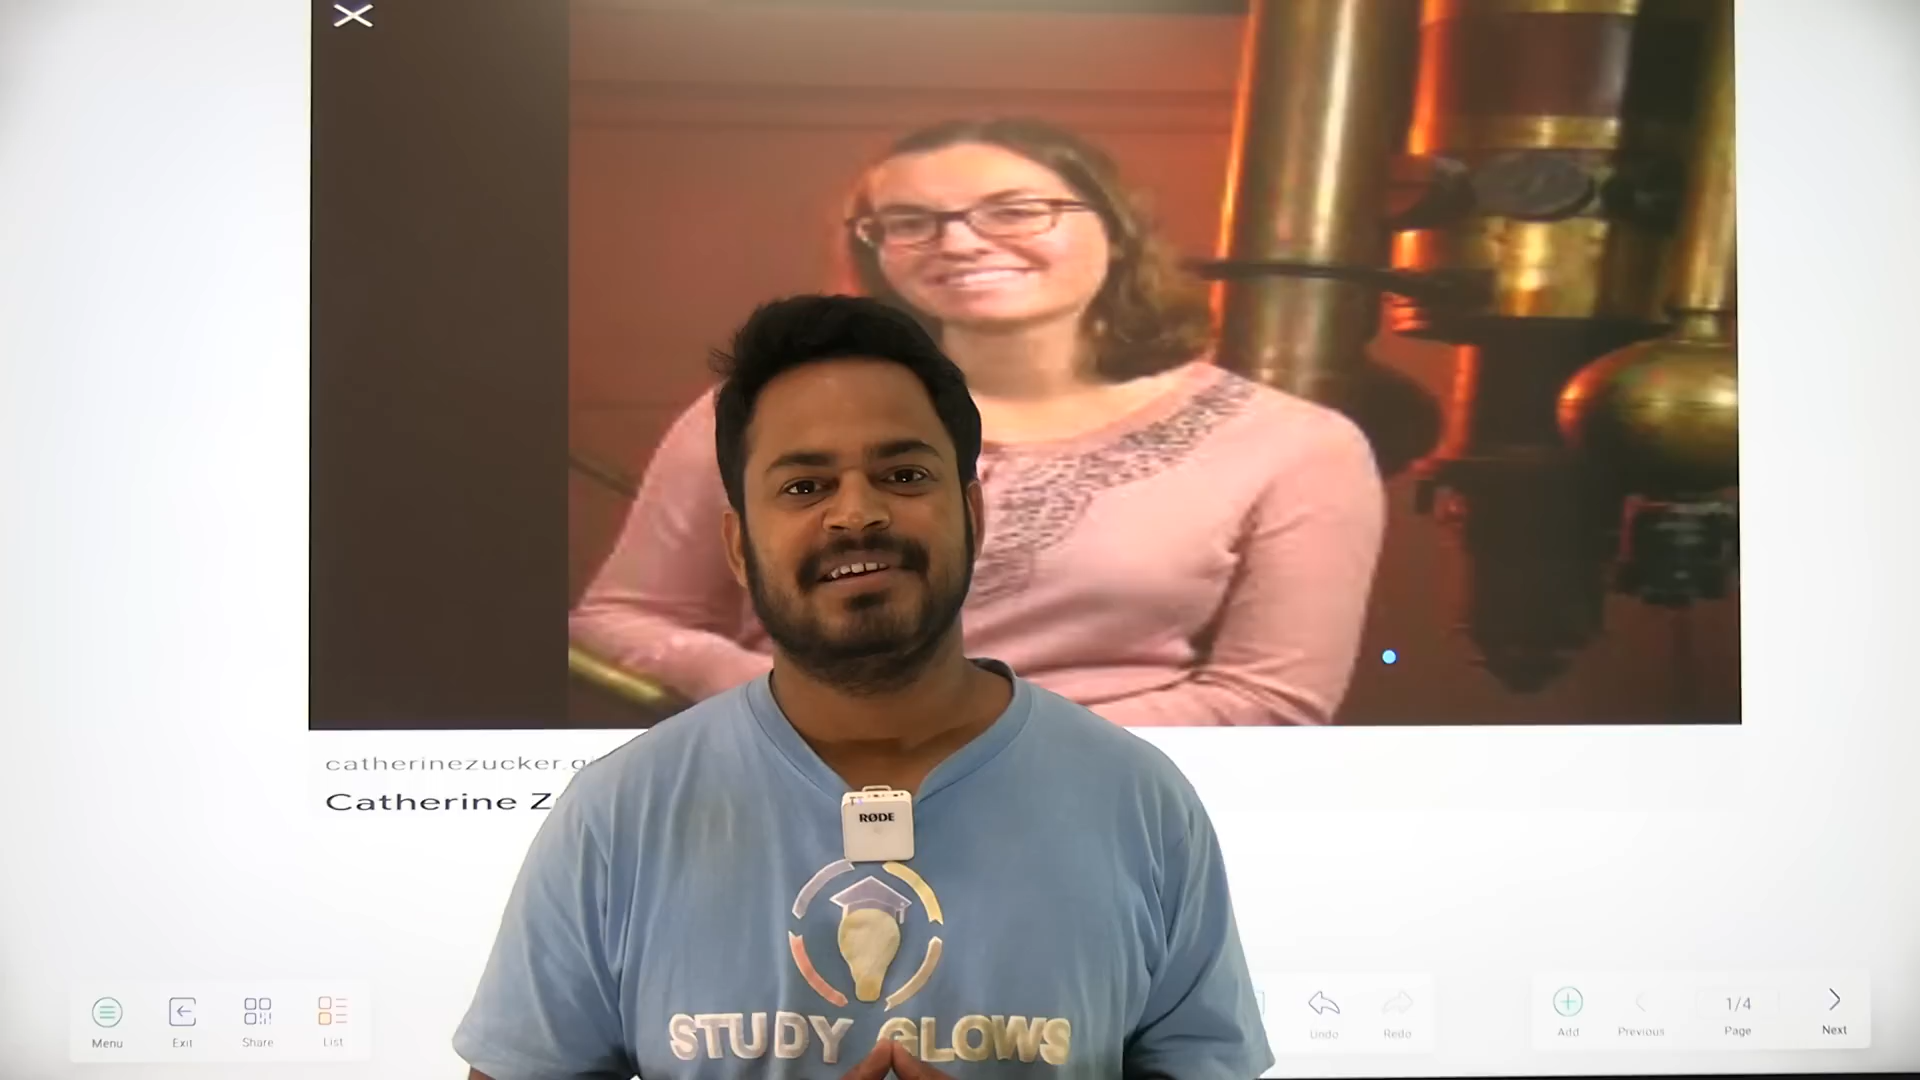 catherinezucker.g
Catherine Z
RØDE
STUDY GLOWS
Menu
Exit
Share
List
Undo
Redo
Add
Previous
1/4
Page
Next